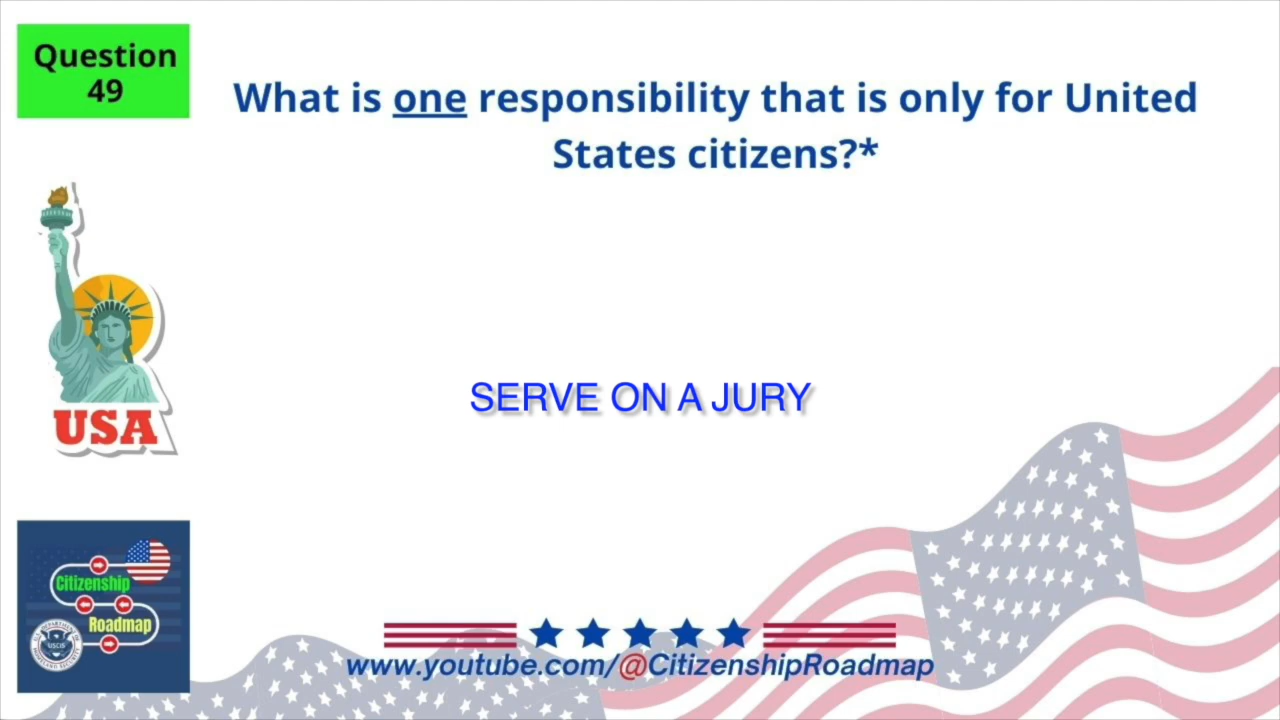 Question
49
What is one responsibility that is only for United
States citizens?*
USA
SERVE ON A JURY
Citizenship
Roadmap
USCIS
www.youtube.com/@CitizenshipRoadmap